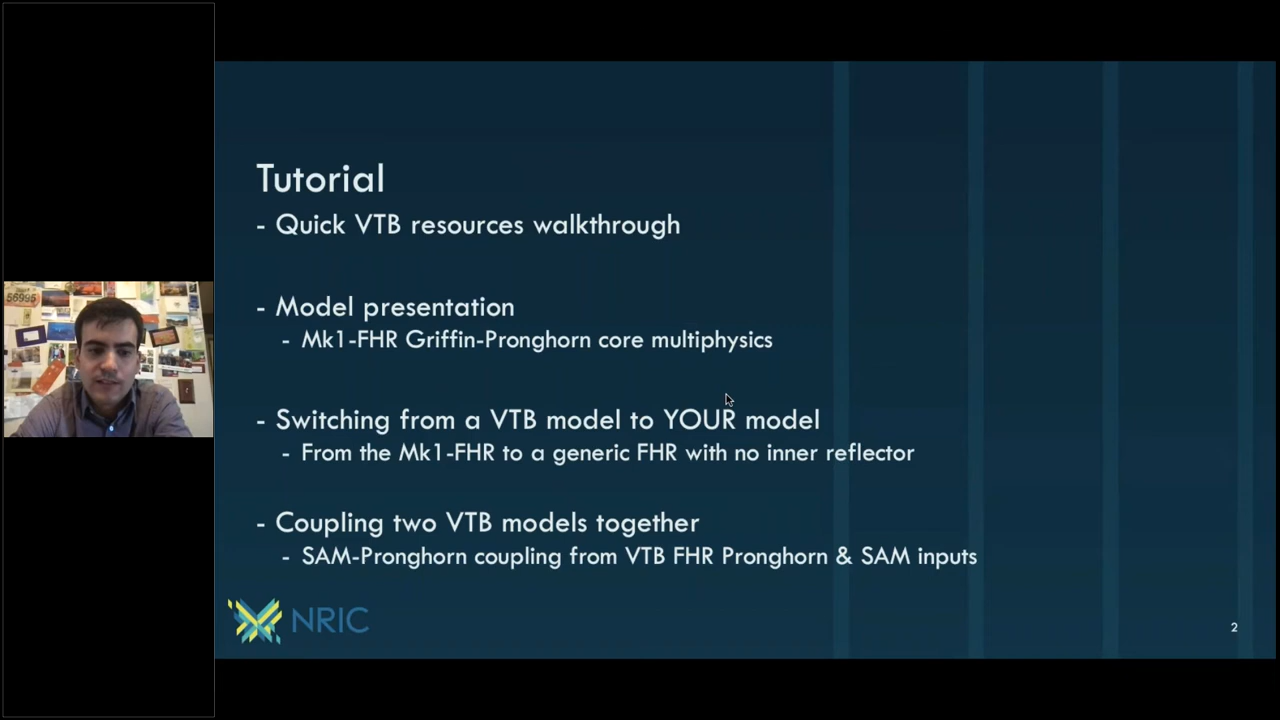 56995
Tutorial
- Quick VTB resources walkthrough
- Model presentation
- Mk1-FHR Griffin-Pronghorn core multiphysics
- Switching from a VTB model to YOUR model
- From the Mk1-FHR to a generic FHR with no inner reflector
- Coupling two VTB models together
- SAM-Pronghorn coupling from VTB FHR Pronghorn & SAM inputs
NRIC
2